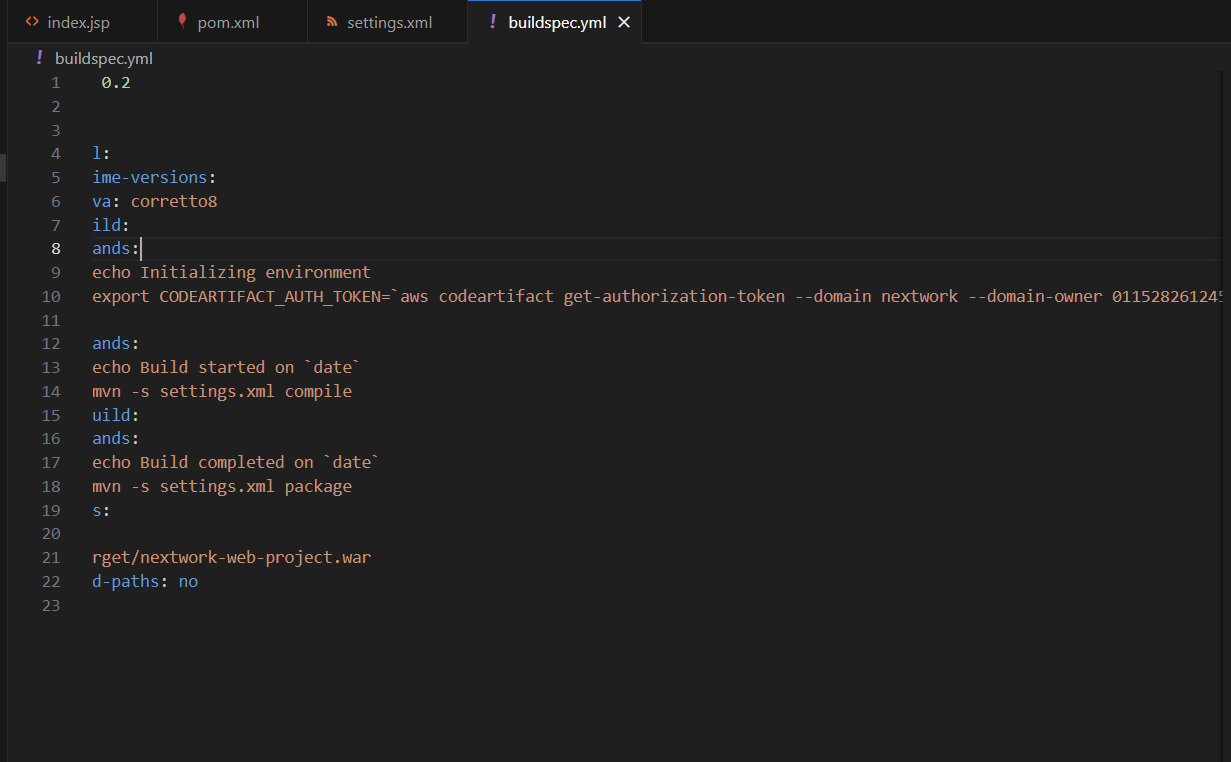 index.jsp
pom.xml
settings.xml
! buildspec.yml ×
! buildspec.yml
1 0.2
2
3
4 l:
5 ime-versions:
6 va: corretto8
7 ild:
8 ands:
9 echo Initializing environment
10 export CODEARTIFACT_AUTH_TOKEN=`aws codeartifact get-authorization-token --domain nextwork --domain-owner 011528261245
11
12 ands:
13 echo Build started on `date`
14 mvn -s settings.xml compile
15 uild:
16 ands:
17 echo Build completed on `date`
18 mvn -s settings.xml package
19 s:
20
21 rget/nextwork-web-project.war
22 d-paths: no
23